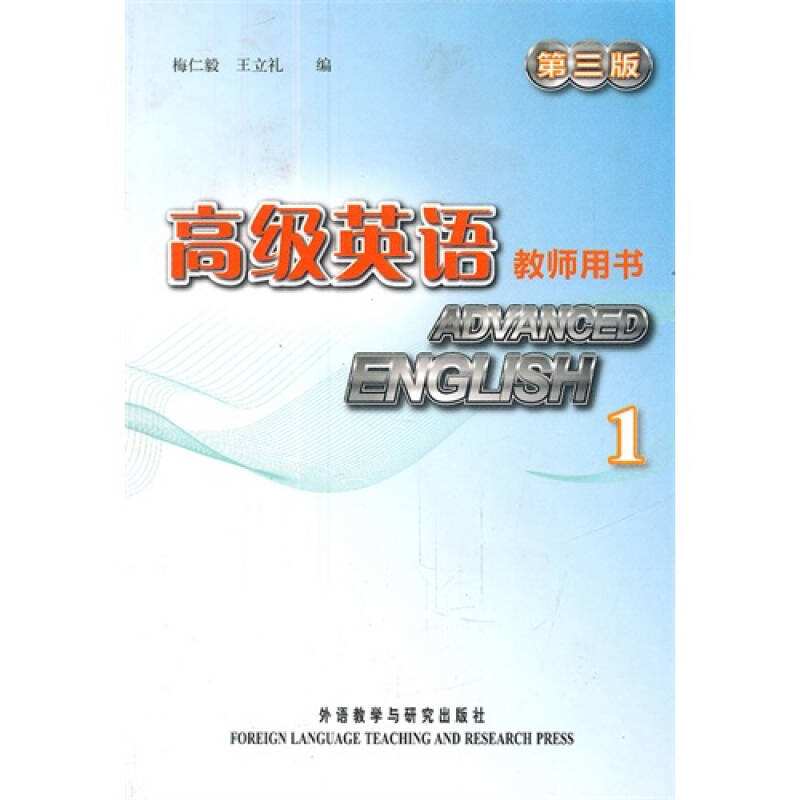 梅仁毅 王立礼 编
第三版
高级英语 教师用书
ADVANCED
ENGLISH
1
外语教学与研究出版社
FOREIGN LANGUAGE TEACHING AND RESEARCH PRESS